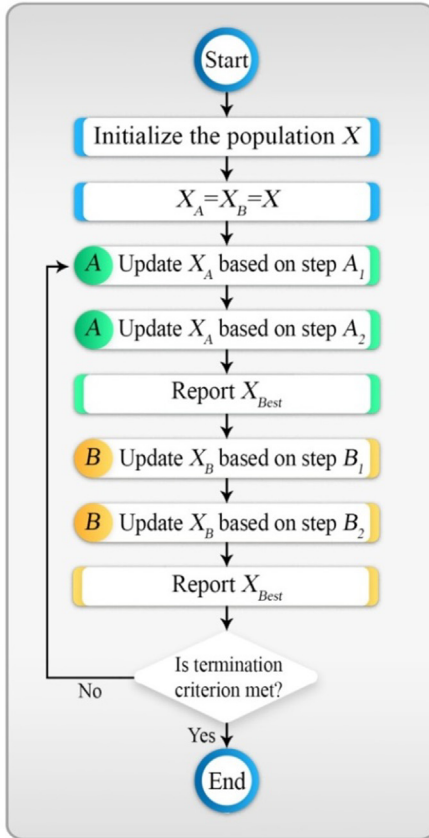 Start
Initialize the population X
X_A=X_B=X
A Update X_A based on step A_1
A Update X_A based on step A_2
Report X_Best
B Update X_B based on step B_1
B Update X_B based on step B_2
Report X_Best
Is termination
criterion met?
No
Yes
End